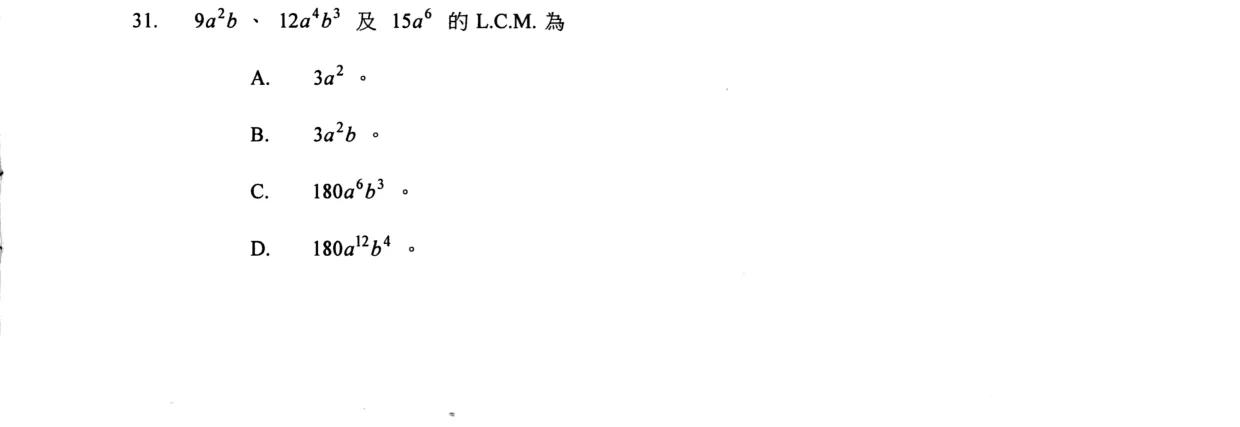 31. 9a²b 、 12a⁴b³ 及 15a⁶ 的 L.C.M. 為
A. 3a² 。
B. 3a²b 。
C. 180a⁶b³ 。
D. 180a¹²b⁴ 。